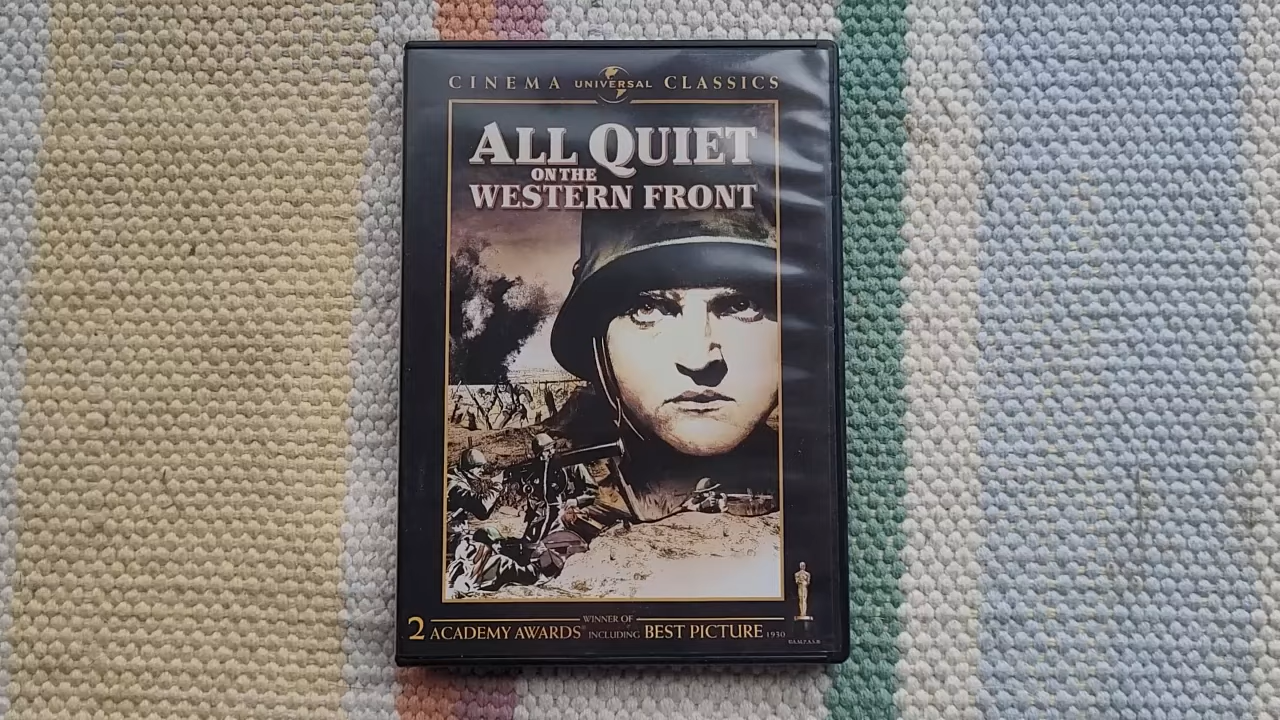 CINEMA UNIVERSAL CLASSICS
ALL QUIET
ON THE
WESTERN FRONT
2 ACADEMY AWARDS® WINNER OF INCLUDING BEST PICTURE 1930
©A.M.P.A.S.®